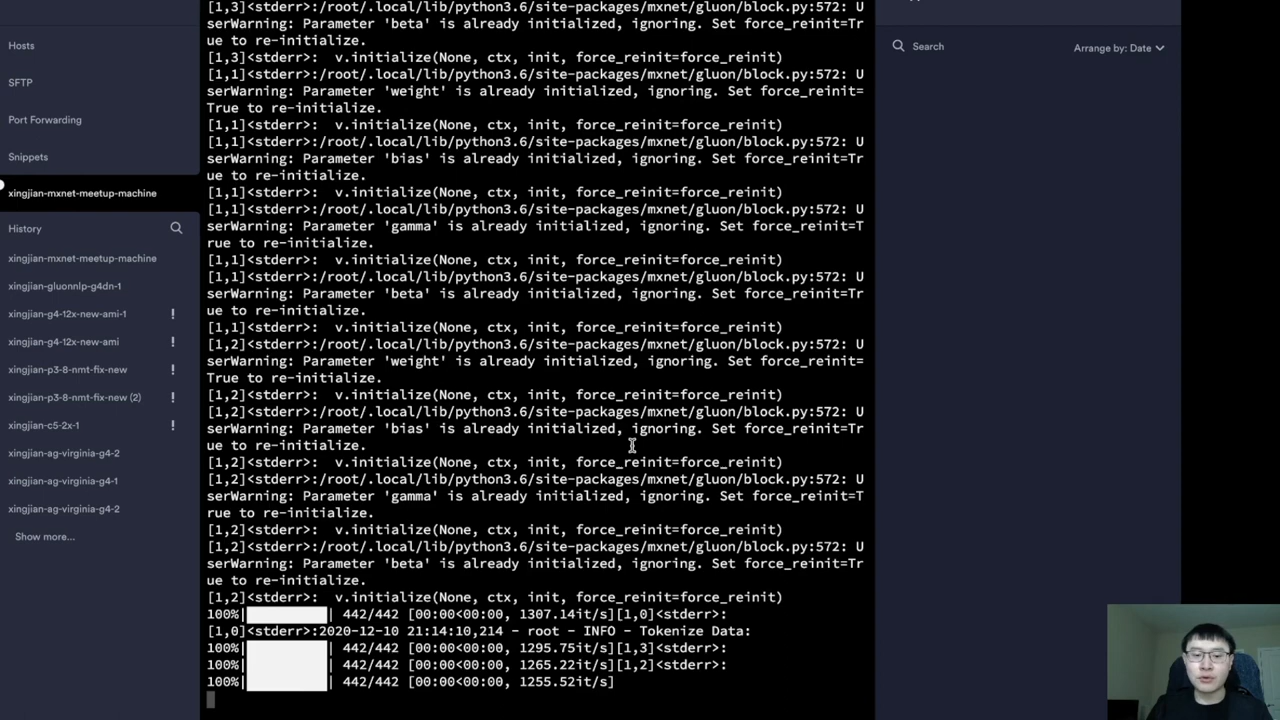 Hosts
SFTP
Port Forwarding
Snippets
xingjian-mxnet-meetup-machine
History
xingjian-mxnet-meetup-machine
xingjian-gluonnlp-g4dn-1
xingjian-g4-12x-new-ami-1 !
xingjian-g4-12x-new-ami !
xingjian-p3-8-nmt-fix-new !
xingjian-p3-8-nmt-fix-new (2) !
xingjian-c5-2x-1 !
xingjian-ag-virginia-g4-2
xingjian-ag-virginia-g4-1
xingjian-ag-virginia-g4-2
Show more...
[1,3]<stderr>:/root/.local/lib/python3.6/site-packages/mxnet/gluon/block.py:572: U
serWarning: Parameter 'beta' is already initialized, ignoring. Set force_reinit=Tr
ue to re-initialize.
[1,3]<stderr>:  v.initialize(None, ctx, init, force_reinit=force_reinit)
[1,1]<stderr>:/root/.local/lib/python3.6/site-packages/mxnet/gluon/block.py:572: U
serWarning: Parameter 'weight' is already initialized, ignoring. Set force_reinit=
True to re-initialize.
[1,1]<stderr>:  v.initialize(None, ctx, init, force_reinit=force_reinit)
[1,1]<stderr>:/root/.local/lib/python3.6/site-packages/mxnet/gluon/block.py:572: U
serWarning: Parameter 'bias' is already initialized, ignoring. Set force_reinit=Tr
ue to re-initialize.
[1,1]<stderr>:  v.initialize(None, ctx, init, force_reinit=force_reinit)
[1,1]<stderr>:/root/.local/lib/python3.6/site-packages/mxnet/gluon/block.py:572: U
serWarning: Parameter 'gamma' is already initialized, ignoring. Set force_reinit=T
rue to re-initialize.
[1,1]<stderr>:  v.initialize(None, ctx, init, force_reinit=force_reinit)
[1,1]<stderr>:/root/.local/lib/python3.6/site-packages/mxnet/gluon/block.py:572: U
serWarning: Parameter 'beta' is already initialized, ignoring. Set force_reinit=Tr
ue to re-initialize.
[1,1]<stderr>:  v.initialize(None, ctx, init, force_reinit=force_reinit)
[1,2]<stderr>:/root/.local/lib/python3.6/site-packages/mxnet/gluon/block.py:572: U
serWarning: Parameter 'weight' is already initialized, ignoring. Set force_reinit=
True to re-initialize.
[1,2]<stderr>:  v.initialize(None, ctx, init, force_reinit=force_reinit)
[1,2]<stderr>:/root/.local/lib/python3.6/site-packages/mxnet/gluon/block.py:572: U
serWarning: Parameter 'bias' is already initialized, ignoring. Set force_reinit=Tr
ue to re-initialize.
[1,2]<stderr>:  v.initialize(None, ctx, init, force_reinit=force_reinit)
[1,2]<stderr>:/root/.local/lib/python3.6/site-packages/mxnet/gluon/block.py:572: U
serWarning: Parameter 'gamma' is already initialized, ignoring. Set force_reinit=T
rue to re-initialize.
[1,2]<stderr>:  v.initialize(None, ctx, init, force_reinit=force_reinit)
[1,2]<stderr>:/root/.local/lib/python3.6/site-packages/mxnet/gluon/block.py:572: U
serWarning: Parameter 'beta' is already initialized, ignoring. Set force_reinit=Tr
ue to re-initialize.
[1,2]<stderr>:  v.initialize(None, ctx, init, force_reinit=force_reinit)
100%| | 442/442 [00:00<00:00, 1307.14it/s][1,0]<stderr>:
[1,0]<stderr>:2020-12-10 21:14:10,214 - root - INFO - Tokenize Data:
100%| | 442/442 [00:00<00:00, 1295.75it/s][1,3]<stderr>:
100%| | 442/442 [00:00<00:00, 1265.22it/s][1,2]<stderr>:
100%| | 442/442 [00:00<00:00, 1255.52it/s]
Search
Arrange by: Date